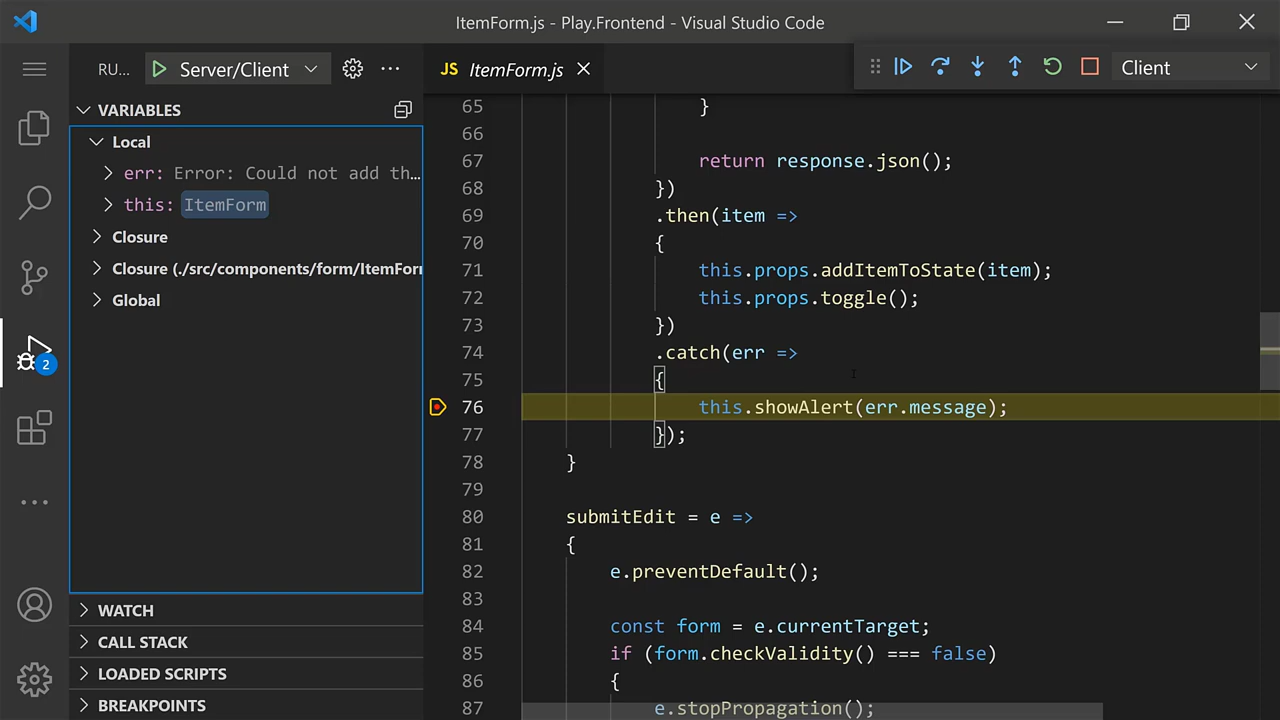 ItemForm.js - Play.Frontend - Visual Studio Code
RU... Server/Client
JS ItemForm.js
Client
VARIABLES
Local
err: Error: Could not add th…
this: ItemForm
Closure
Closure (./src/components/form/ItemFor
Global
2
WATCH
CALL STACK
LOADED SCRIPTS
BREAKPOINTS
65 }
66
67 return response.json();
68 })
69 .then(item =>
70 {
71 this.props.addItemToState(item);
72 this.props.toggle();
73 })
74 .catch(err =>
75 {
76 this.showAlert(err.message);
77 });
78 }
79
80 submitEdit = e =>
81 {
82 e.preventDefault();
83
84 const form = e.currentTarget;
85 if (form.checkValidity() === false)
86 {
87 e.stopPropagation();